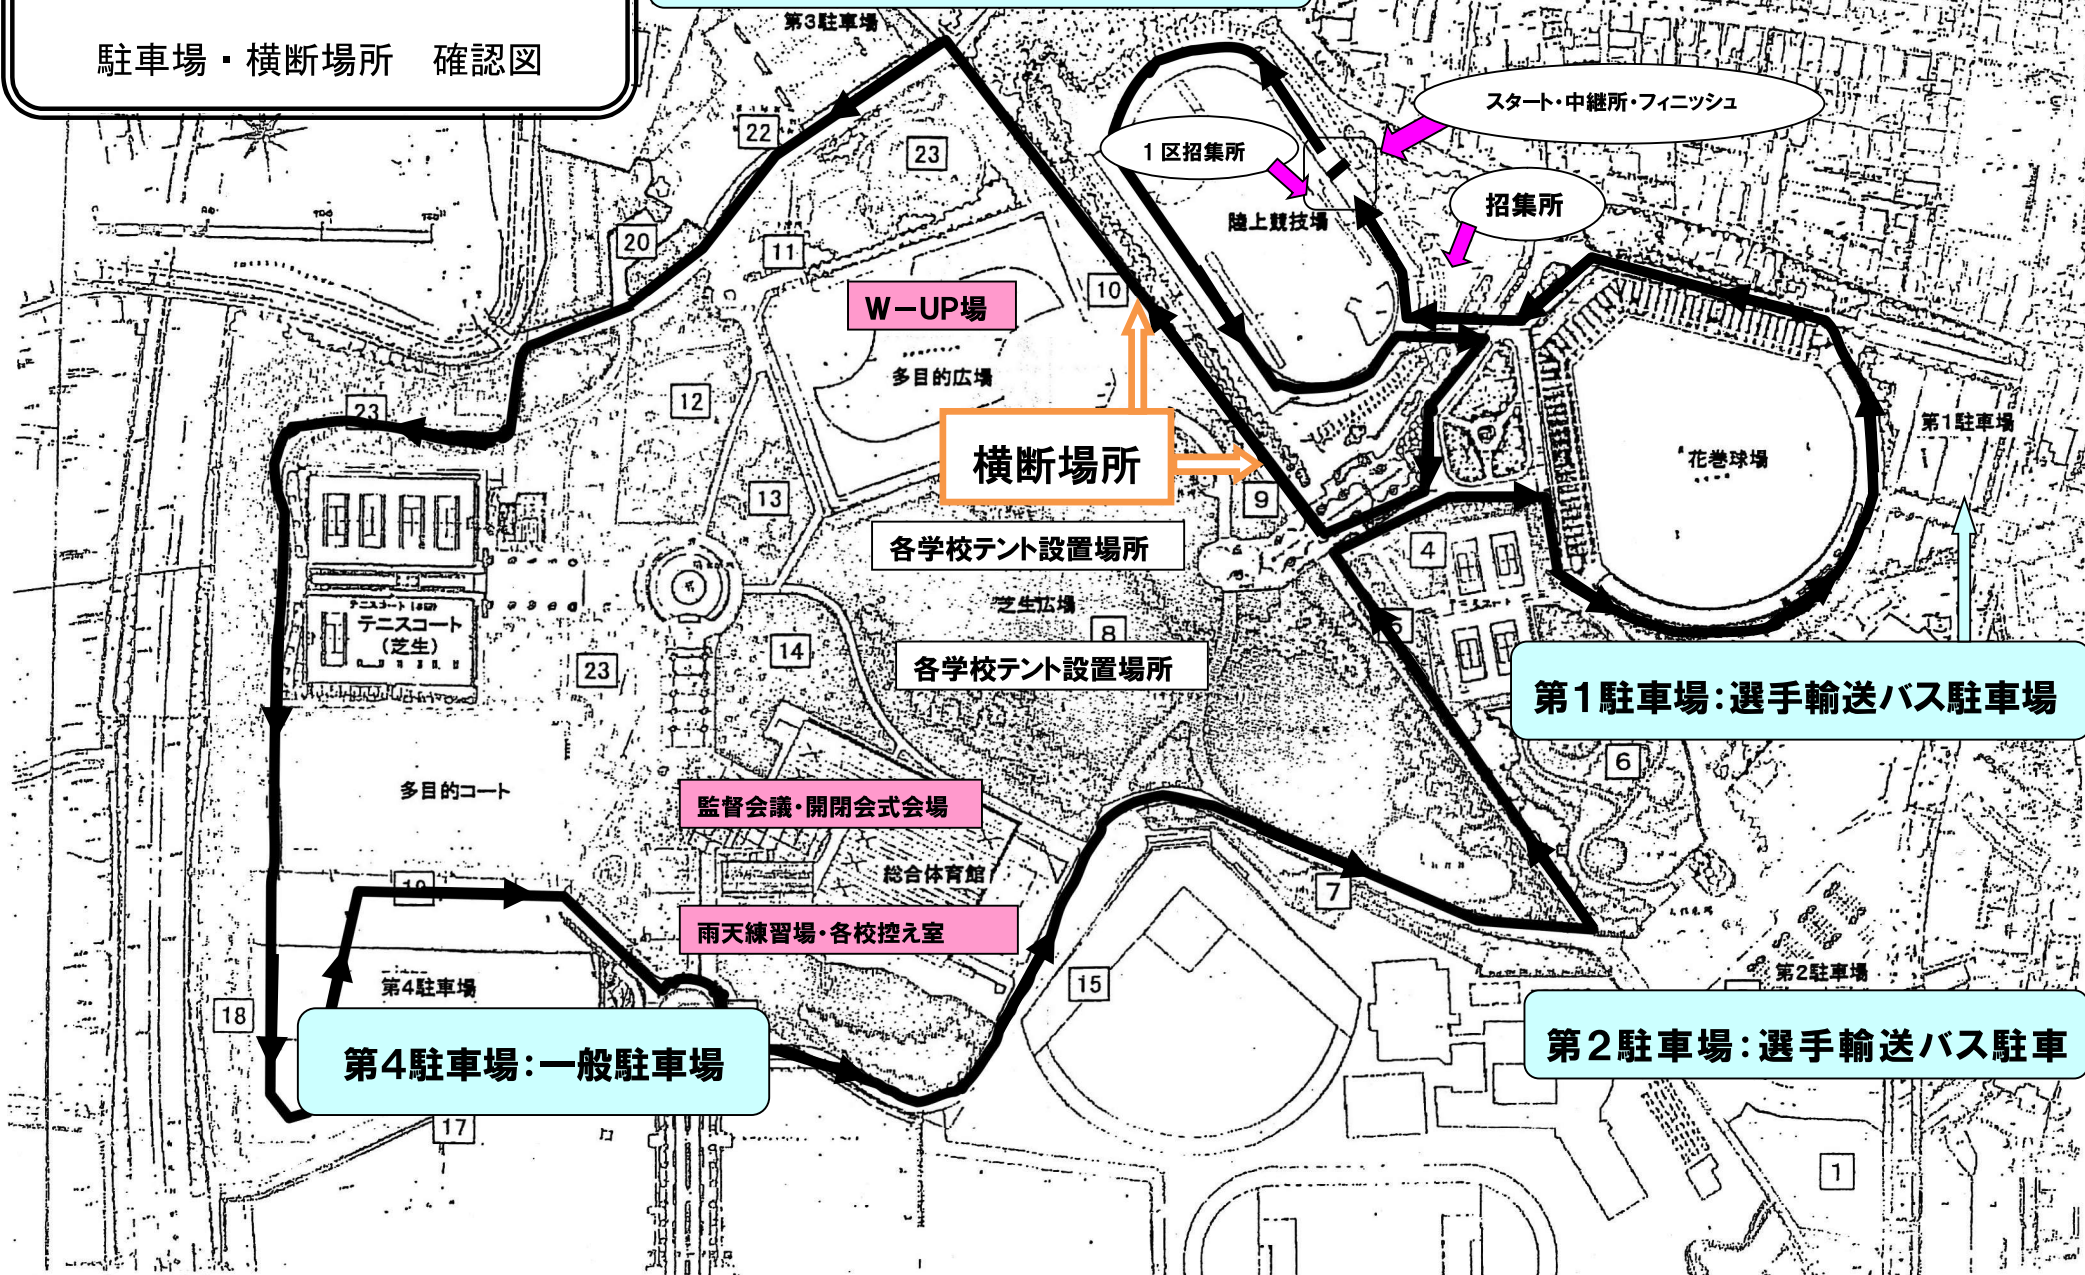 駐車場・横断場所　確認図
第3駐車場
スタート・中継所・フィニッシュ
22
23
1区招集所
招集所
陸上競技場
20
11
10
W－UP場
多目的広場
12
23
横断場所
第1駐車場
花巻球場
13
9
各学校テント設置場所
4
芝生広場
テニスコート
(芝生)
8
5
14
23
各学校テント設置場所
第1駐車場:選手輸送バス駐車場
6
多目的コート
監督会議・開閉会式会場
総合体育館
19
7
雨天練習場・各校控え室
第4駐車場
15
第2駐車場
18
第4駐車場:一般駐車場
第2駐車場:選手輸送バス駐車
17
1